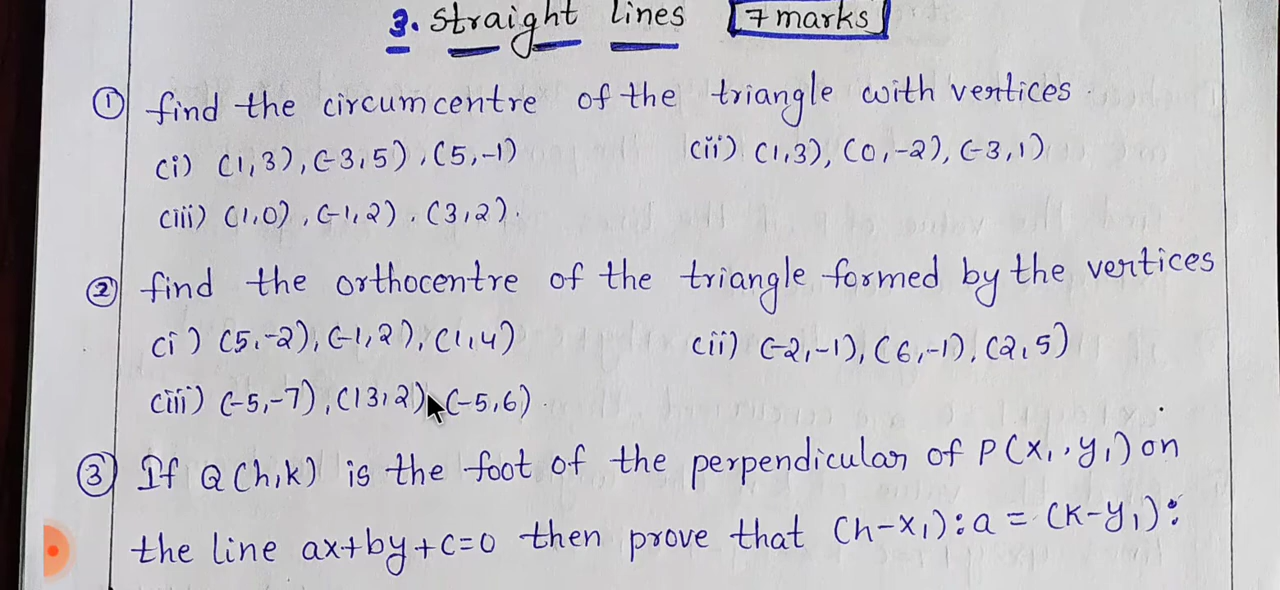 3. Straight lines 7 marks
① find the circumcentre of the triangle with vertices
(i) (1,3), (-3,5), (5,-1) (ii) (1,3), (0,-2), (-3,1)
(iii) (1,0), (-1,2), (3,2).
② find the orthocentre of the triangle formed by the vertices
(i) (5,-2), (-1,2), (1,4) (ii) (-2,-1), (6,-1), (2,5)
(iii) (-5,-7), (13,2), (-5,6).
③ If Q(h,k) is the foot of the perpendicular of P(x₁,y₁) on
the line ax+by+c=0 then prove that (h-x₁):a = (k-y₁):